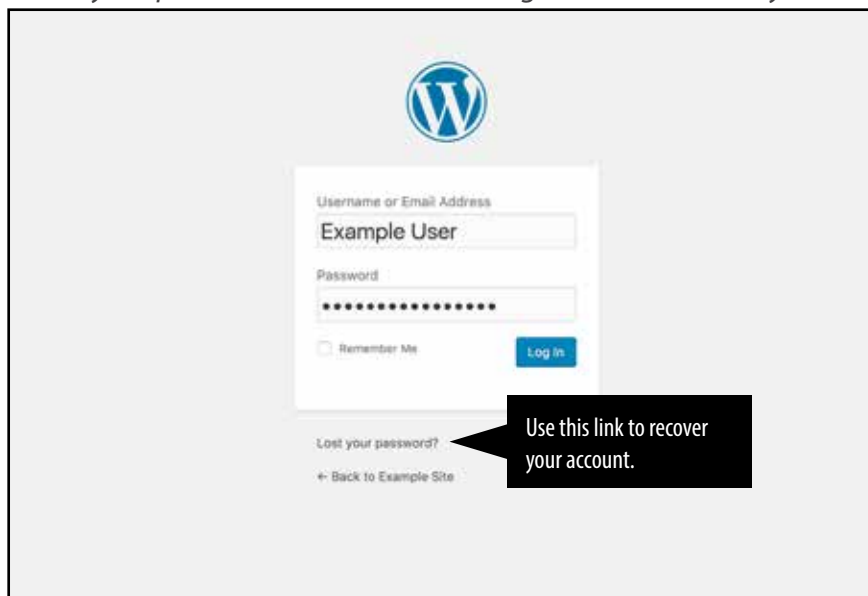 Username or Email Address
Example User
Password
Remember Me
Log In
Lost your password?
Use this link to recover
your account.
← Back to Example Site